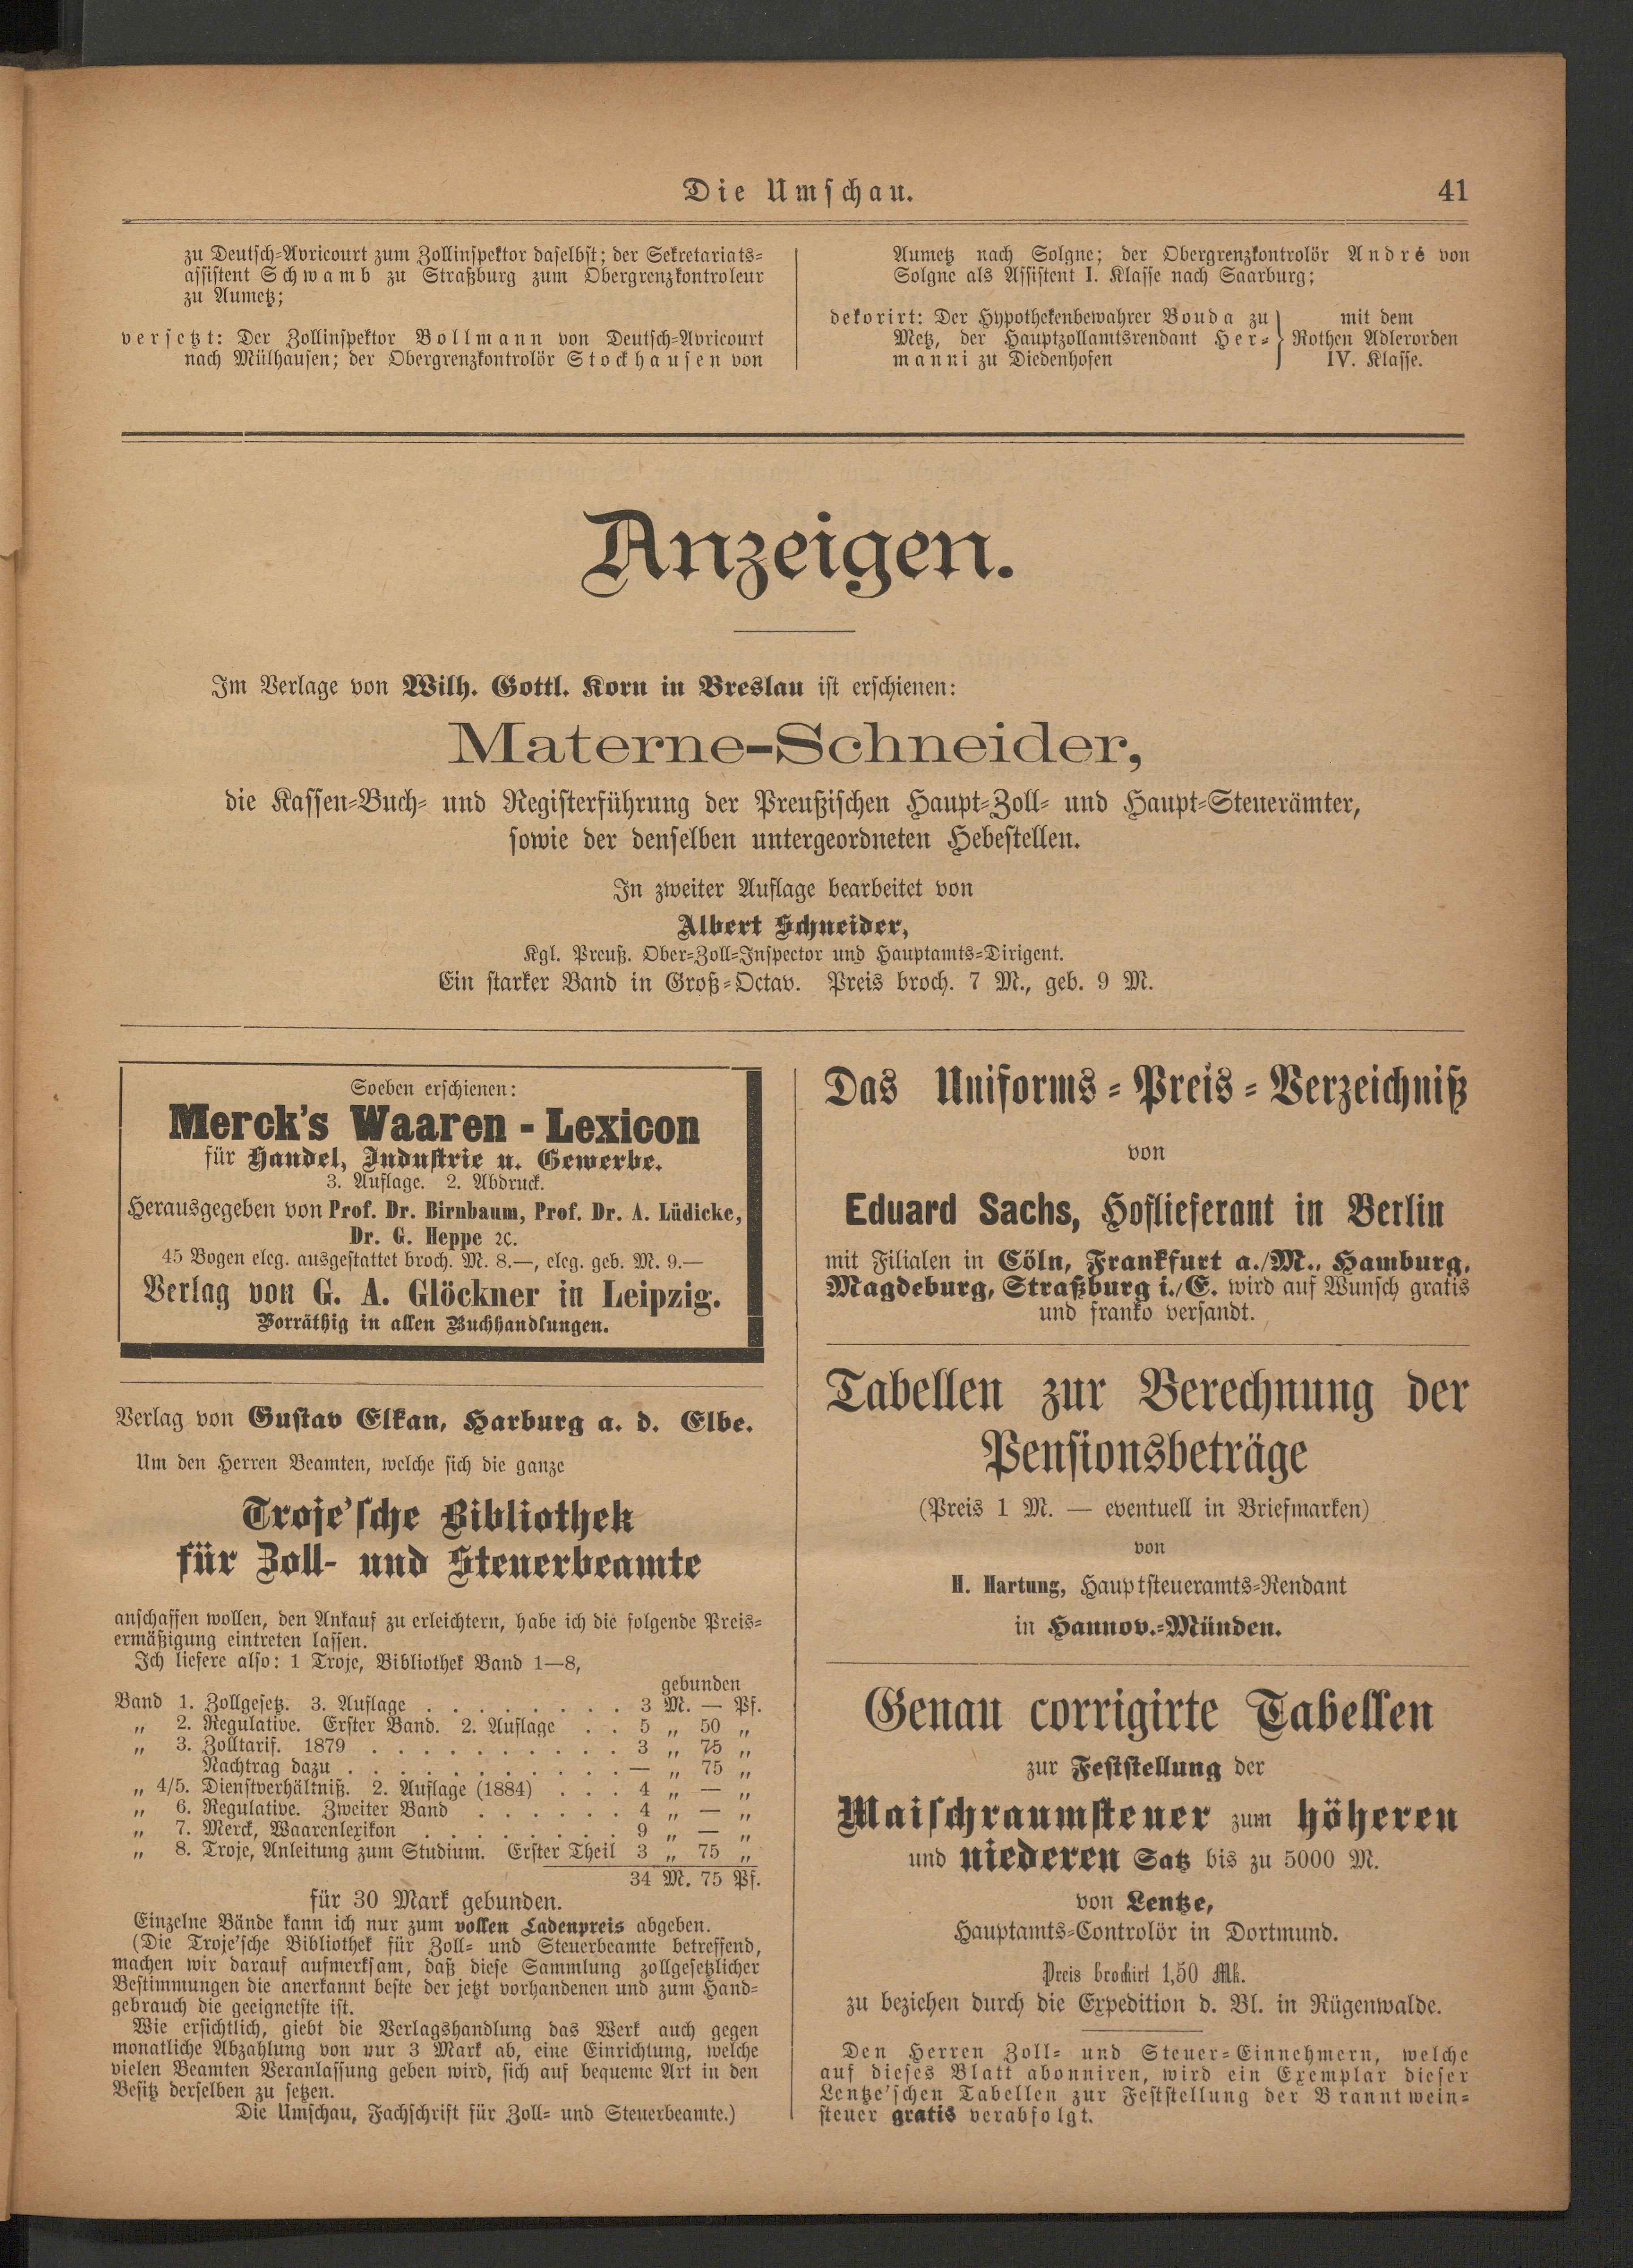 Die Umschau.
41
zu Deutsch-Avricourt zum Zollinspektor daselbst; der Sekretariats-
assistent Schwamb zu Straßburg zum Obergrenzkontroleur
zu Aumetz;
versetzt: Der Zollinspektor Bollmann von Deutsch-Avricourt
nach Mülhausen; der Obergrenzkontrolör Stockhausen von
Aumetz nach Solgne; der Obergrenzkontrolör André von
Solgne als Assistent I. Klasse nach Saarburg;
dekorirt: Der Hypothekenbewahrer Bouda zu
Metz, der Hauptzollamtsrendant Her-
manni zu Diedenhofen
mit dem
Rothen Adlerorden
IV. Klasse.
Anzeigen.
Im Verlage von Wilh. Gottl. Korn in Breslau ist erschienen:
Materne-Schneider,
die Kassen-Buch- und Registerführung der Preußischen Haupt-Zoll- und Haupt-Steuerämter,
sowie der denselben untergeordneten Hebestellen.
In zweiter Auflage bearbeitet von
Albert Schneider,
Kgl. Preuß. Ober-Zoll-Inspector und Hauptamts-Dirigent.
Ein starker Band in Groß-Octav. Preis broch. 7 M., geb. 9 M.
Soeben erschienen:
Merck's Waaren-Lexicon
für Handel, Industrie u. Gewerbe.
3. Auflage. 2. Abdruck.
Herausgegeben von Prof. Dr. Birnbaum, Prof. Dr. A. Lüdicke,
Dr. G. Heppe ꝛc.
45 Bogen eleg. ausgestattet broch. M. 8.—, eleg. geb. M. 9.—
Verlag von G. A. Glöckner in Leipzig.
Vorräthig in allen Buchhandlungen.
Verlag von Gustav Elkan, Harburg a. d. Elbe.
Um den Herren Beamten, welche sich die ganze
Troje'sche Bibliothek
für Zoll- und Steuerbeamte
anschaffen wollen, den Ankauf zu erleichtern, habe ich die folgende Preis-
ermäßigung eintreten lassen.
Ich liefere also: 1 Troje, Bibliothek Band 1—8,
gebunden
Band 1. Zollgesetz. 3. Auflage . . . . . . . . 3 M. — Pf.
„ 2. Regulative. Erster Band. 2. Auflage . . 5 „ 50 „
„ 3. Zolltarif. 1879 . . . . . . . . . . 3 „ 75 „
Nachtrag dazu . . . . . . . . . . . — „ 75 „
„ 4/5. Dienstverhältniß. 2. Auflage (1884) . . . 4 „ — „
„ 6. Regulative. Zweiter Band . . . . . . 4 „ — „
„ 7. Merck, Waarenlexikon . . . . . . . . 9 „ — „
„ 8. Troje, Anleitung zum Studium. Erster Theil 3 „ 75 „
34 M. 75 Pf.
für 30 Mark gebunden.
Einzelne Bände kann ich nur zum vollen Ladenpreis abgeben.
(Die Troje'sche Bibliothek für Zoll- und Steuerbeamte betreffend,
machen wir darauf aufmerksam, daß diese Sammlung zollgesetzlicher
Bestimmungen die anerkannt beste der jetzt vorhandenen und zum Hand-
gebrauch die geeignetste ist.
Wie ersichtlich, giebt die Verlagshandlung das Werk auch gegen
monatliche Abzahlung von nur 3 Mark ab, eine Einrichtung, welche
vielen Beamten Veranlassung geben wird, sich auf bequeme Art in den
Besitz derselben zu setzen.
Die Umschau, Fachschrift für Zoll- und Steuerbeamte.)
Das Uniforms-Preis-Verzeichniß
von
Eduard Sachs, Hoflieferant in Berlin
mit Filialen in Cöln, Frankfurt a./M., Hamburg,
Magdeburg, Straßburg i./E. wird auf Wunsch gratis
und franko versandt.
Tabellen zur Berechnung der
Pensionsbeträge
(Preis 1 M. — eventuell in Briefmarken)
von
H. Hartung, Hauptsteueramts-Rendant
in Hannov.-Münden.
Genau corrigirte Tabellen
zur Feststellung der
Maischraumsteuer zum höheren
und niederen Satz bis zu 5000 M.
von Lentze,
Hauptamts-Controlör in Dortmund.
Preis brochirt 1,50 Mk.
zu beziehen durch die Expedition d. Bl. in Rügenwalde.
Den Herren Zoll- und Steuer-Einnehmern, welche
auf dieses Blatt abonniren, wird ein Exemplar dieser
Lentze'schen Tabellen zur Feststellung der Branntwein-
steuer gratis verabfolgt.